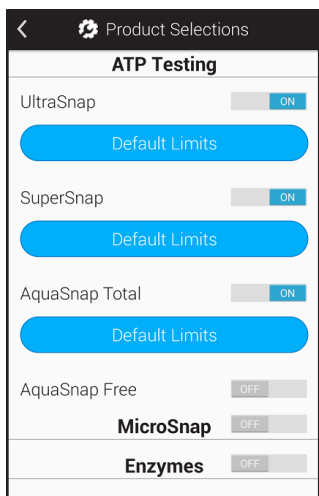 Product Selections
ATP Testing
UltraSnap ON
Default Limits
SuperSnap ON
Default Limits
AquaSnap Total ON
Default Limits
AquaSnap Free OFF
MicroSnap OFF
Enzymes OFF